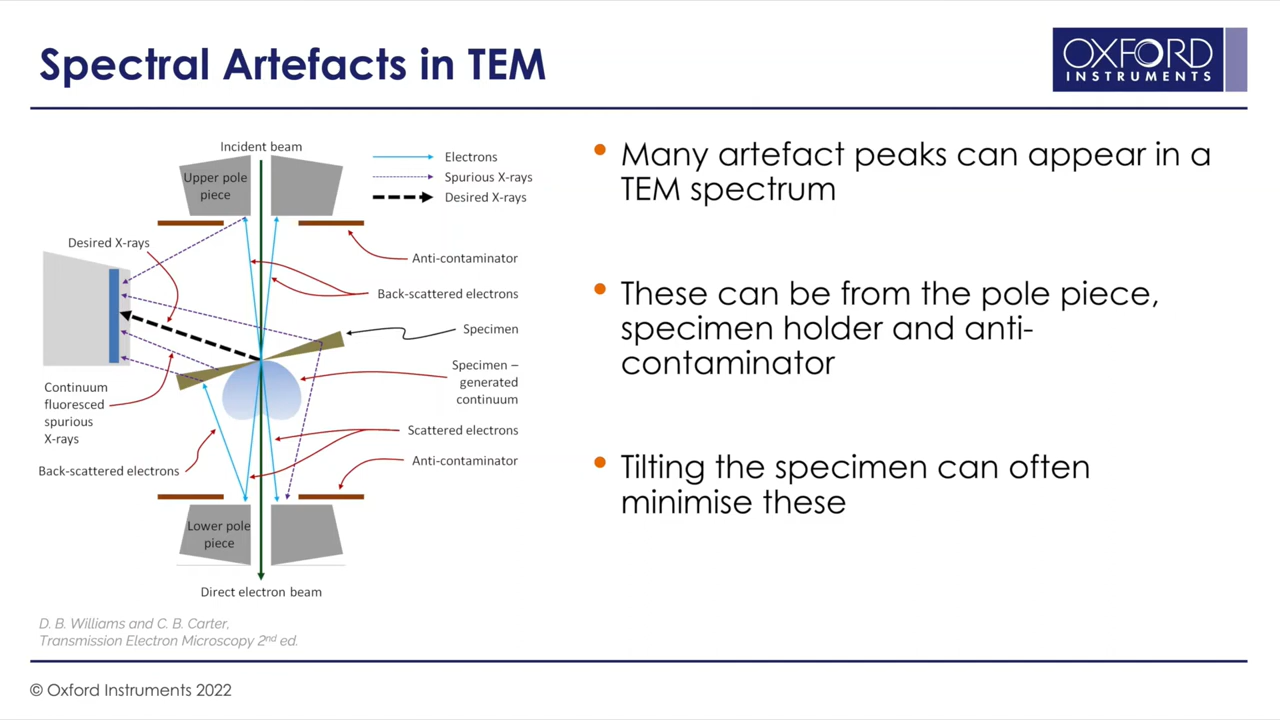 Spectral Artefacts in TEM
OXFORD
INSTRUMENTS
Incident beam
Upper pole
piece
Electrons
Spurious X-rays
Desired X-rays
Desired X-rays
Anti-contaminator
Back-scattered electrons
Specimen
Specimen –
generated
continuum
Continuum
fluoresced
spurious
X-rays
Scattered electrons
Back-scattered electrons
Anti-contaminator
Lower pole
piece
Direct electron beam
D. B. Williams and C. B. Carter,
Transmission Electron Microscopy 2nd ed.
• Many artefact peaks can appear in a
TEM spectrum
• These can be from the pole piece,
specimen holder and anti-
contaminator
• Tilting the specimen can often
minimise these
© Oxford Instruments 2022